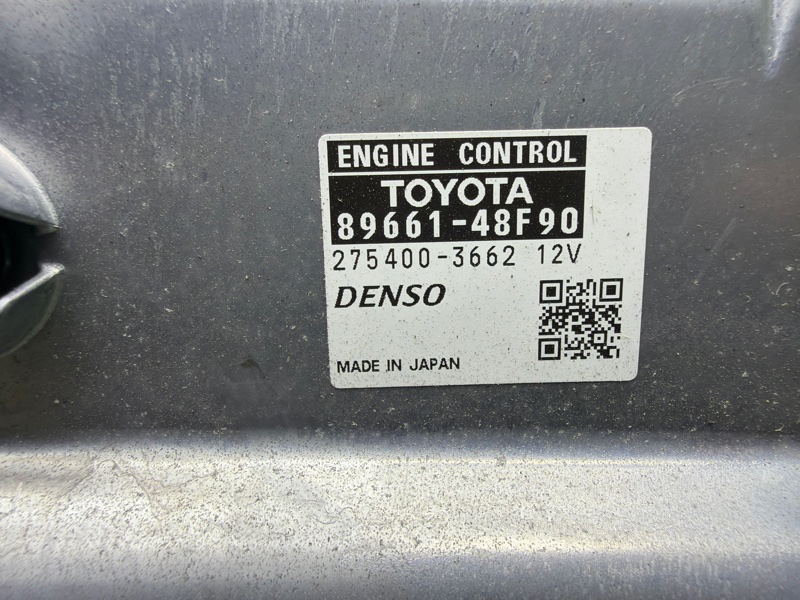 ENGINE CONTROL
TOYOTA
89661-48F90
275400-3662 12V
DENSO
MADE IN JAPAN